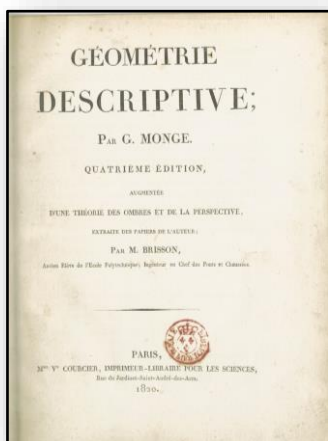 GÉOMÉTRIE
DESCRIPTIVE;
PAR G. MONGE.
QUATRIÈME ÉDITION,
AUGMENTÉE
D'UNE THÉORIE DES OMBRES ET DE LA PERSPECTIVE,
EXTRAITE DES PAPIERS DE L'AUTEUR;
PAR M. BRISSON,
Ancien Élève de l'École Polytechnique, Ingénieur en Chef des Ponts et Chaussées
PARIS,
Mme Ve COURCIER, IMPRIMEUR-LIBRAIRE POUR LES SCIENCES,
Rue du Jardinet-Saint-André-des-Arcs.
1820.